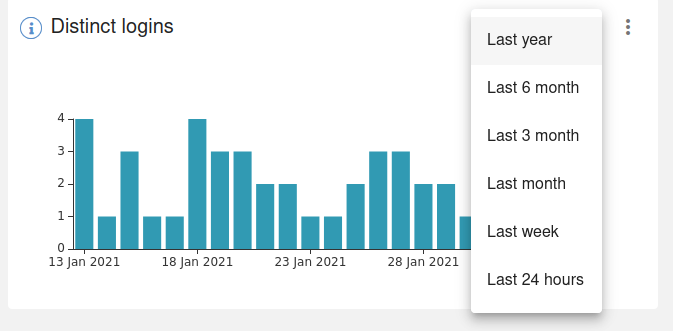 Distinct logins
Last year
Last 6 month
Last 3 month
Last month
Last week
Last 24 hours
4
3
2
1
0
13 Jan 2021 18 Jan 2021 23 Jan 2021 28 Jan 2021